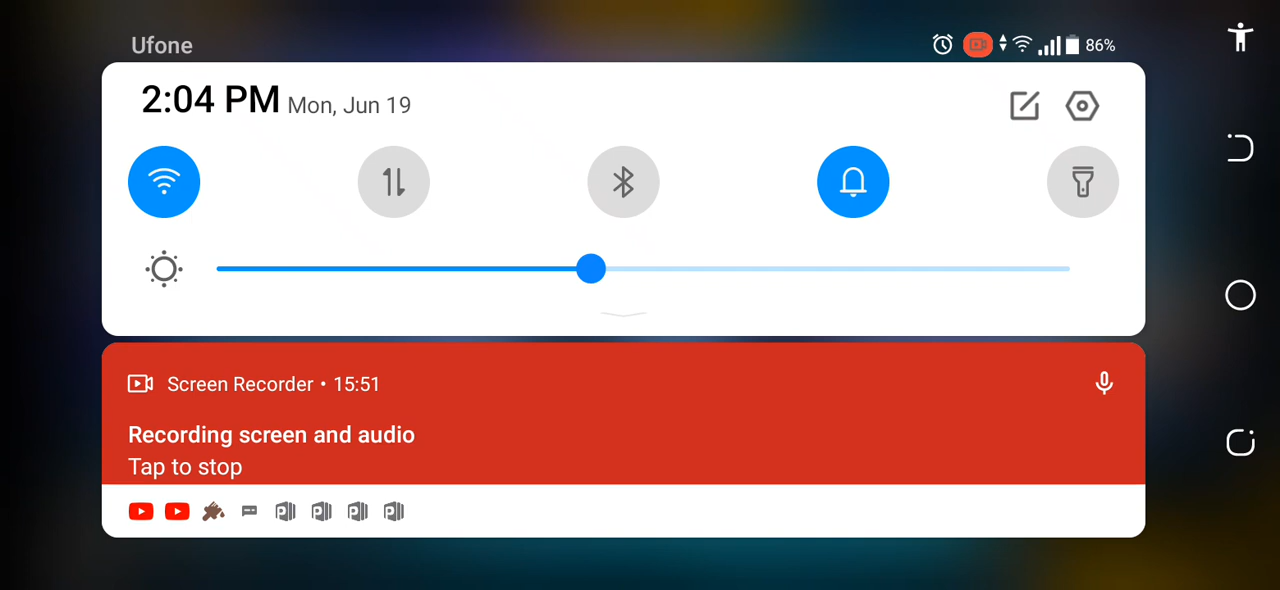 Ufone
86%
2:04 PM Mon, Jun 19
Screen Recorder • 15:51
Recording screen and audio
Tap to stop